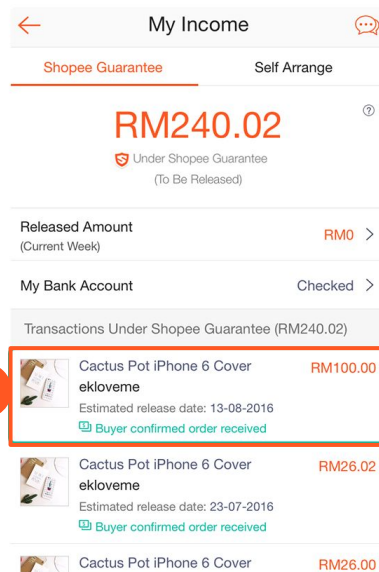 My Income
Shopee Guarantee
Self Arrange
RM240.02
?
Under Shopee Guarantee
(To Be Released)
Released Amount
(Current Week)
RM0
My Bank Account
Checked
Transactions Under Shopee Guarantee (RM240.02)
Cactus Pot iPhone 6 Cover
RM100.00
ekloveme
Estimated release date: 13-08-2016
Buyer confirmed order received
Cactus Pot iPhone 6 Cover
RM26.02
ekloveme
Estimated release date: 23-07-2016
Buyer confirmed order received
Cactus Pot iPhone 6 Cover
RM26.00